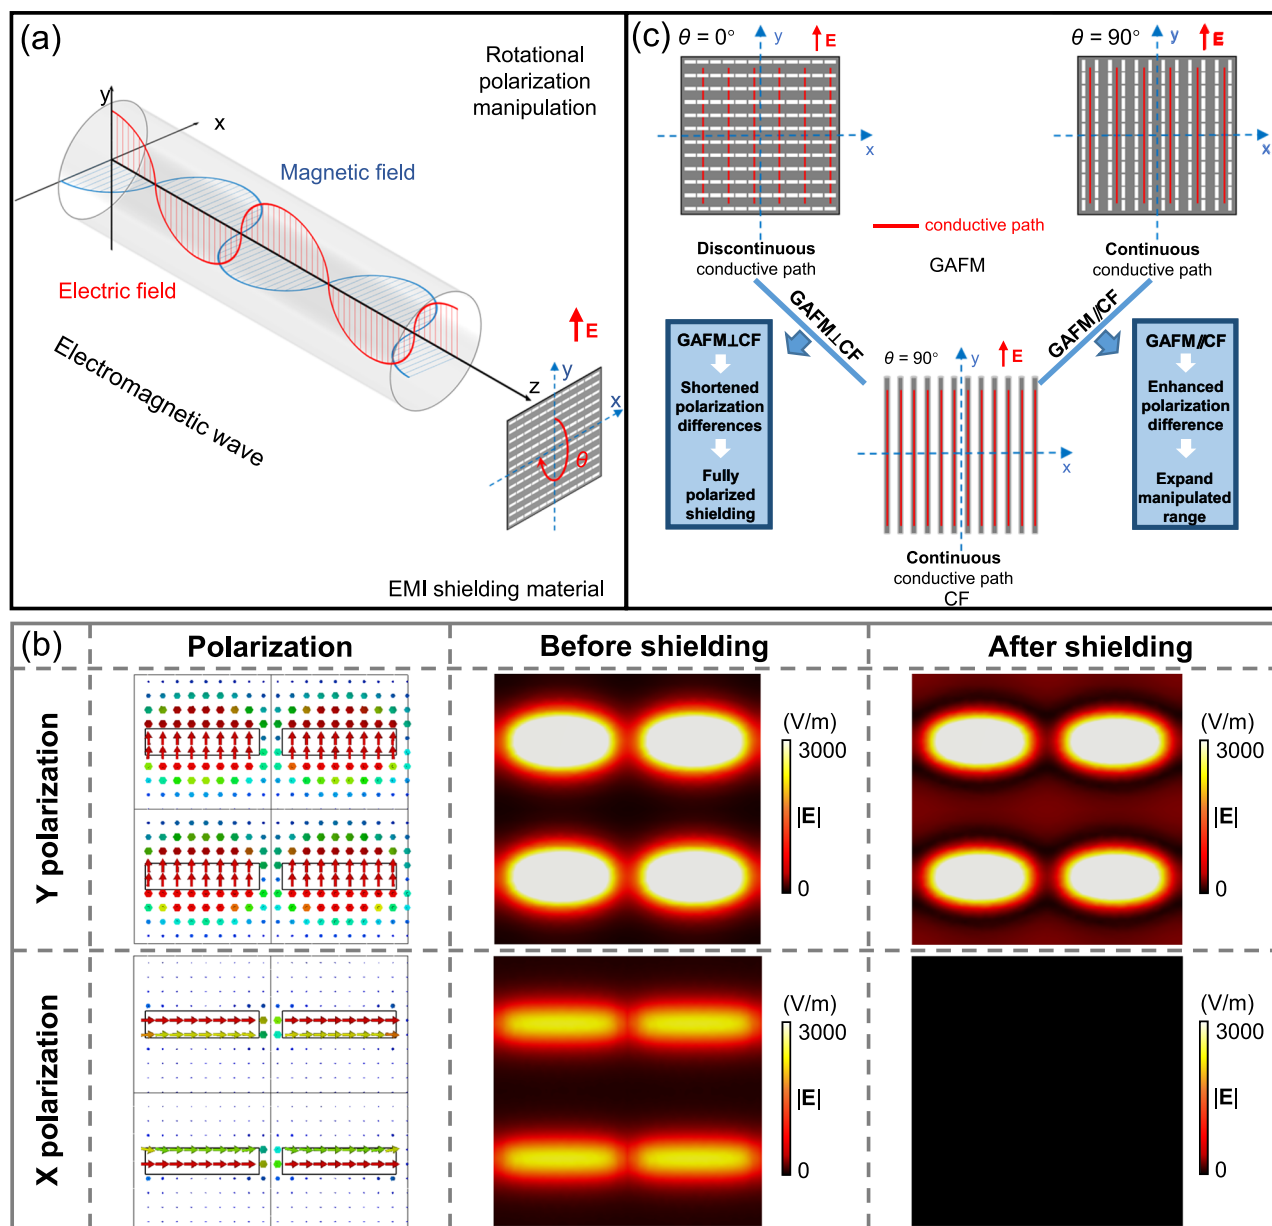 (a)
Rotational
polarization
manipulation
y
x
Magnetic field
Electric field
Electromagnetic wave
z
E
y
x
θ
EMI shielding material
(c)
θ = 0°
y
E
x
θ = 90°
y
E
x
conductive path
Discontinuous
conductive path
GAFM
Continuous
conductive path
GAFM⊥CF
GAFM//CF
GAFM⊥CF
Shortened
polarization
differences
Fully
polarized
shielding
θ = 90°
y
E
x
GAFM//CF
Enhanced
polarization
difference
Expand
manipulated
range
Continuous
conductive path
CF
(b)
Polarization
Before shielding
After shielding
Y polarization
(V/m)
3000
|E|
0
(V/m)
3000
|E|
0
X polarization
(V/m)
3000
|E|
0
(V/m)
3000
|E|
0